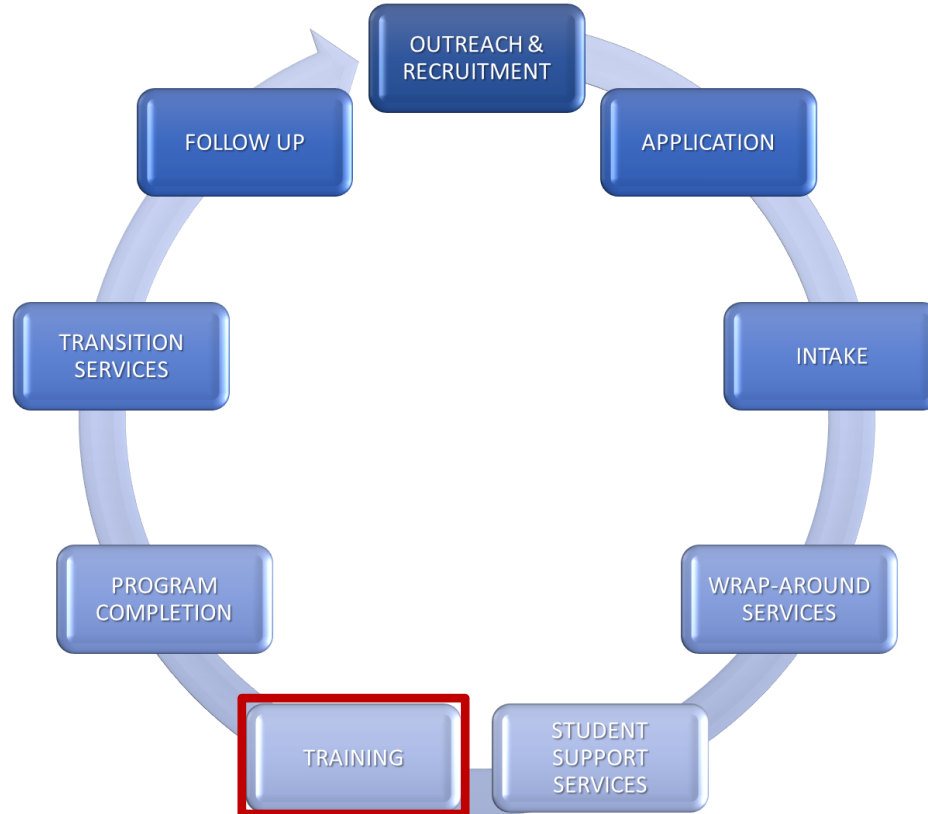 OUTREACH &
RECRUITMENT
APPLICATION
INTAKE
WRAP-AROUND
SERVICES
STUDENT
SUPPORT
SERVICES
TRAINING
PROGRAM
COMPLETION
TRANSITION
SERVICES
FOLLOW UP